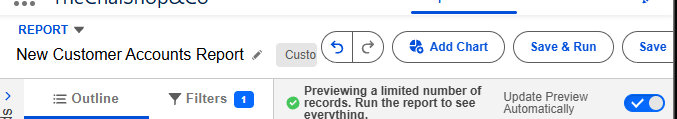 REPORT
New Customer Accounts Report
Custo
Add Chart
Save & Run
Save
Outline
Filters 1
Previewing a limited number of
records. Run the report to see
everything.
Update Preview
Automatically